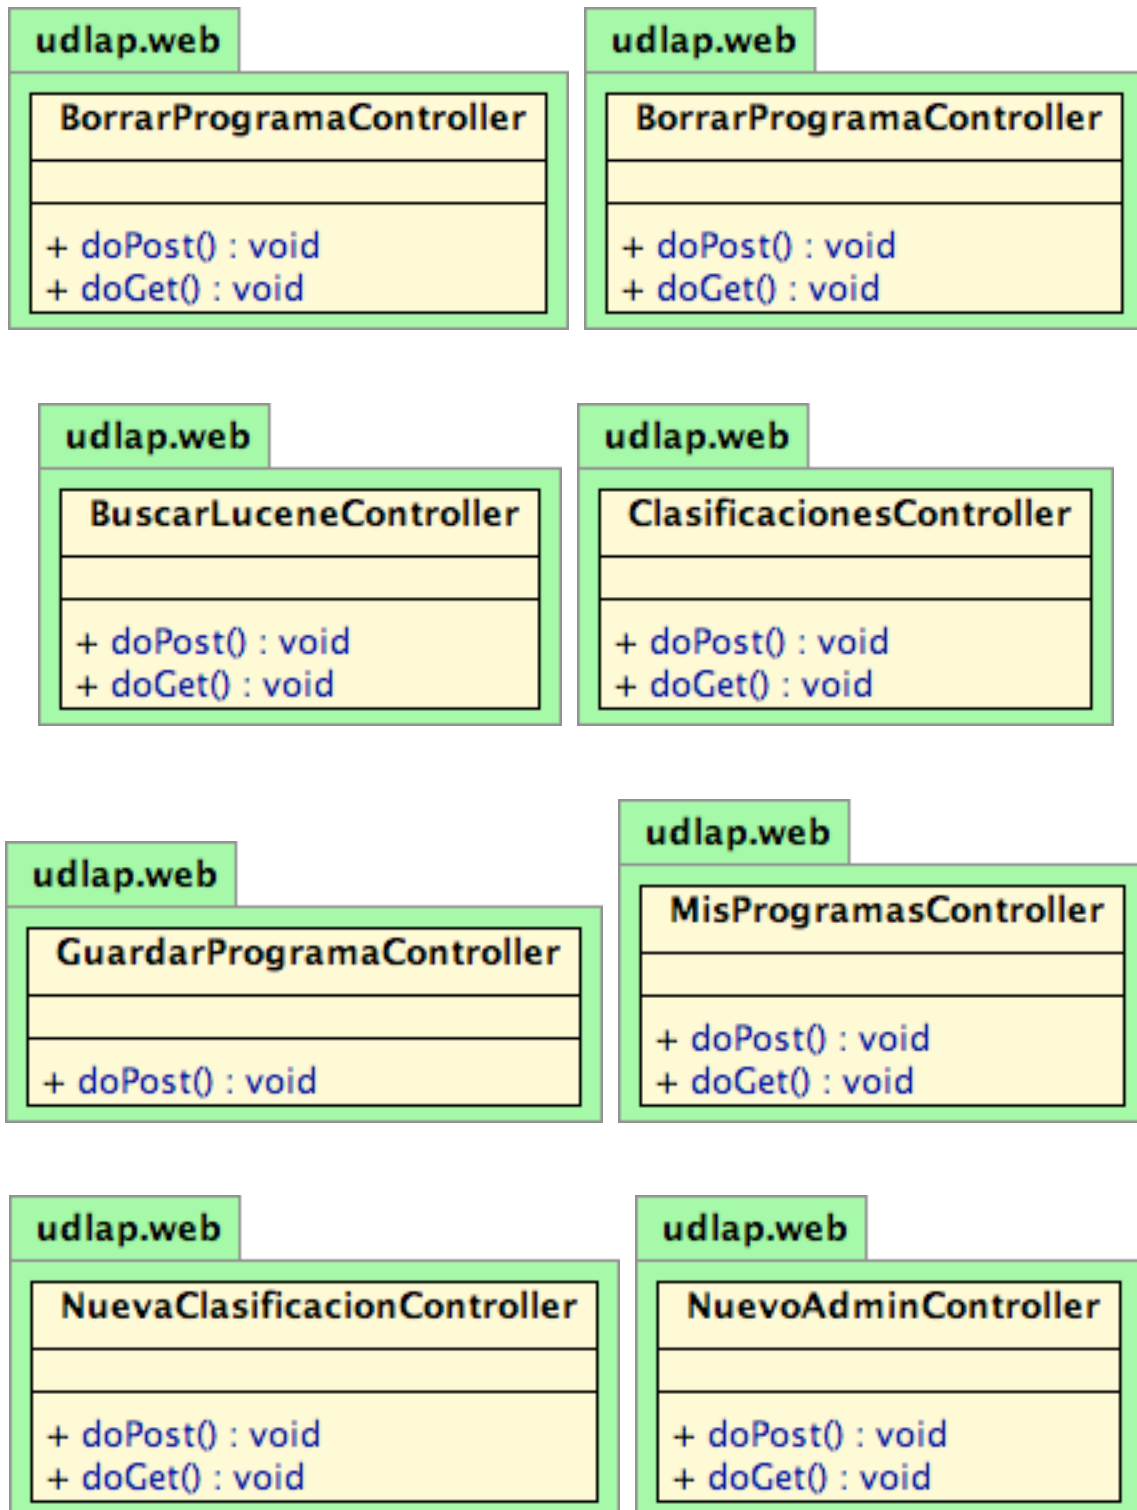 udlap.web
BorrarProgramaController
+ doPost() : void
+ doGet() : void
udlap.web
BorrarProgramaController
+ doPost() : void
+ doGet() : void
udlap.web
BuscarLuceneController
+ doPost() : void
+ doGet() : void
udlap.web
ClasificacionesController
+ doPost() : void
+ doGet() : void
udlap.web
GuardarProgramaController
+ doPost() : void
udlap.web
MisProgramasController
+ doPost() : void
+ doGet() : void
udlap.web
NuevaClasificacionController
+ doPost() : void
+ doGet() : void
udlap.web
NuevoAdminController
+ doPost() : void
+ doGet() : void